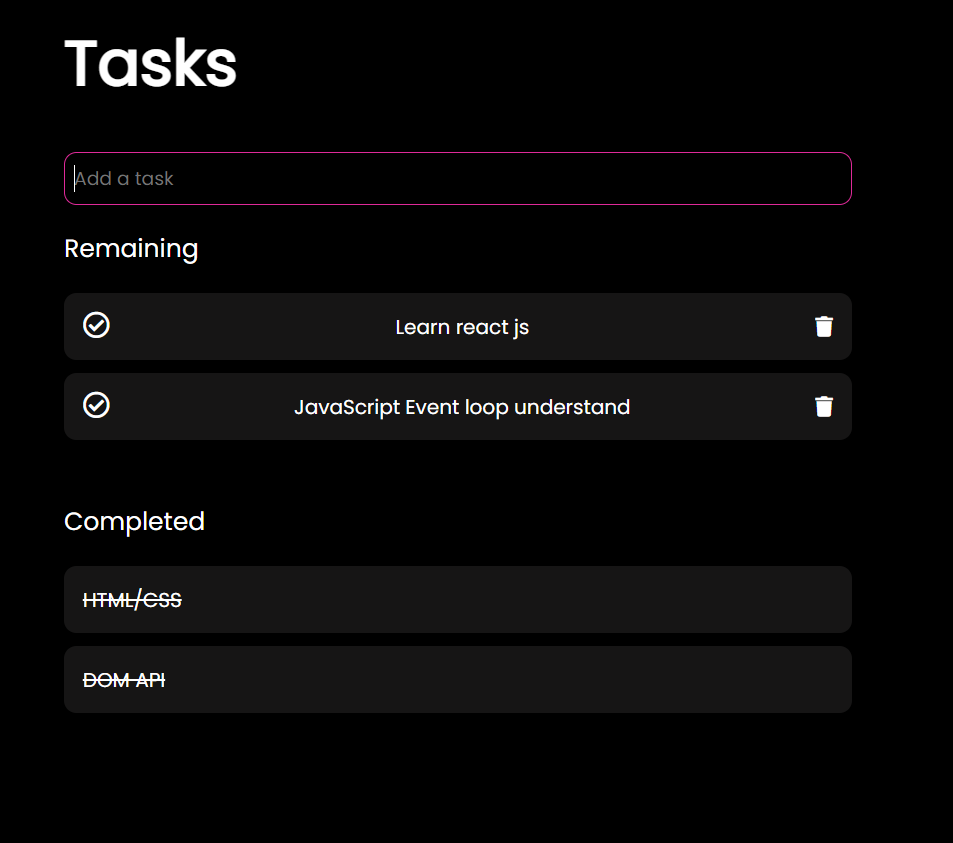 Tasks
Add a task
Remaining
Learn react js
JavaScript Event loop understand
Completed
HTML/CSS
DOM API